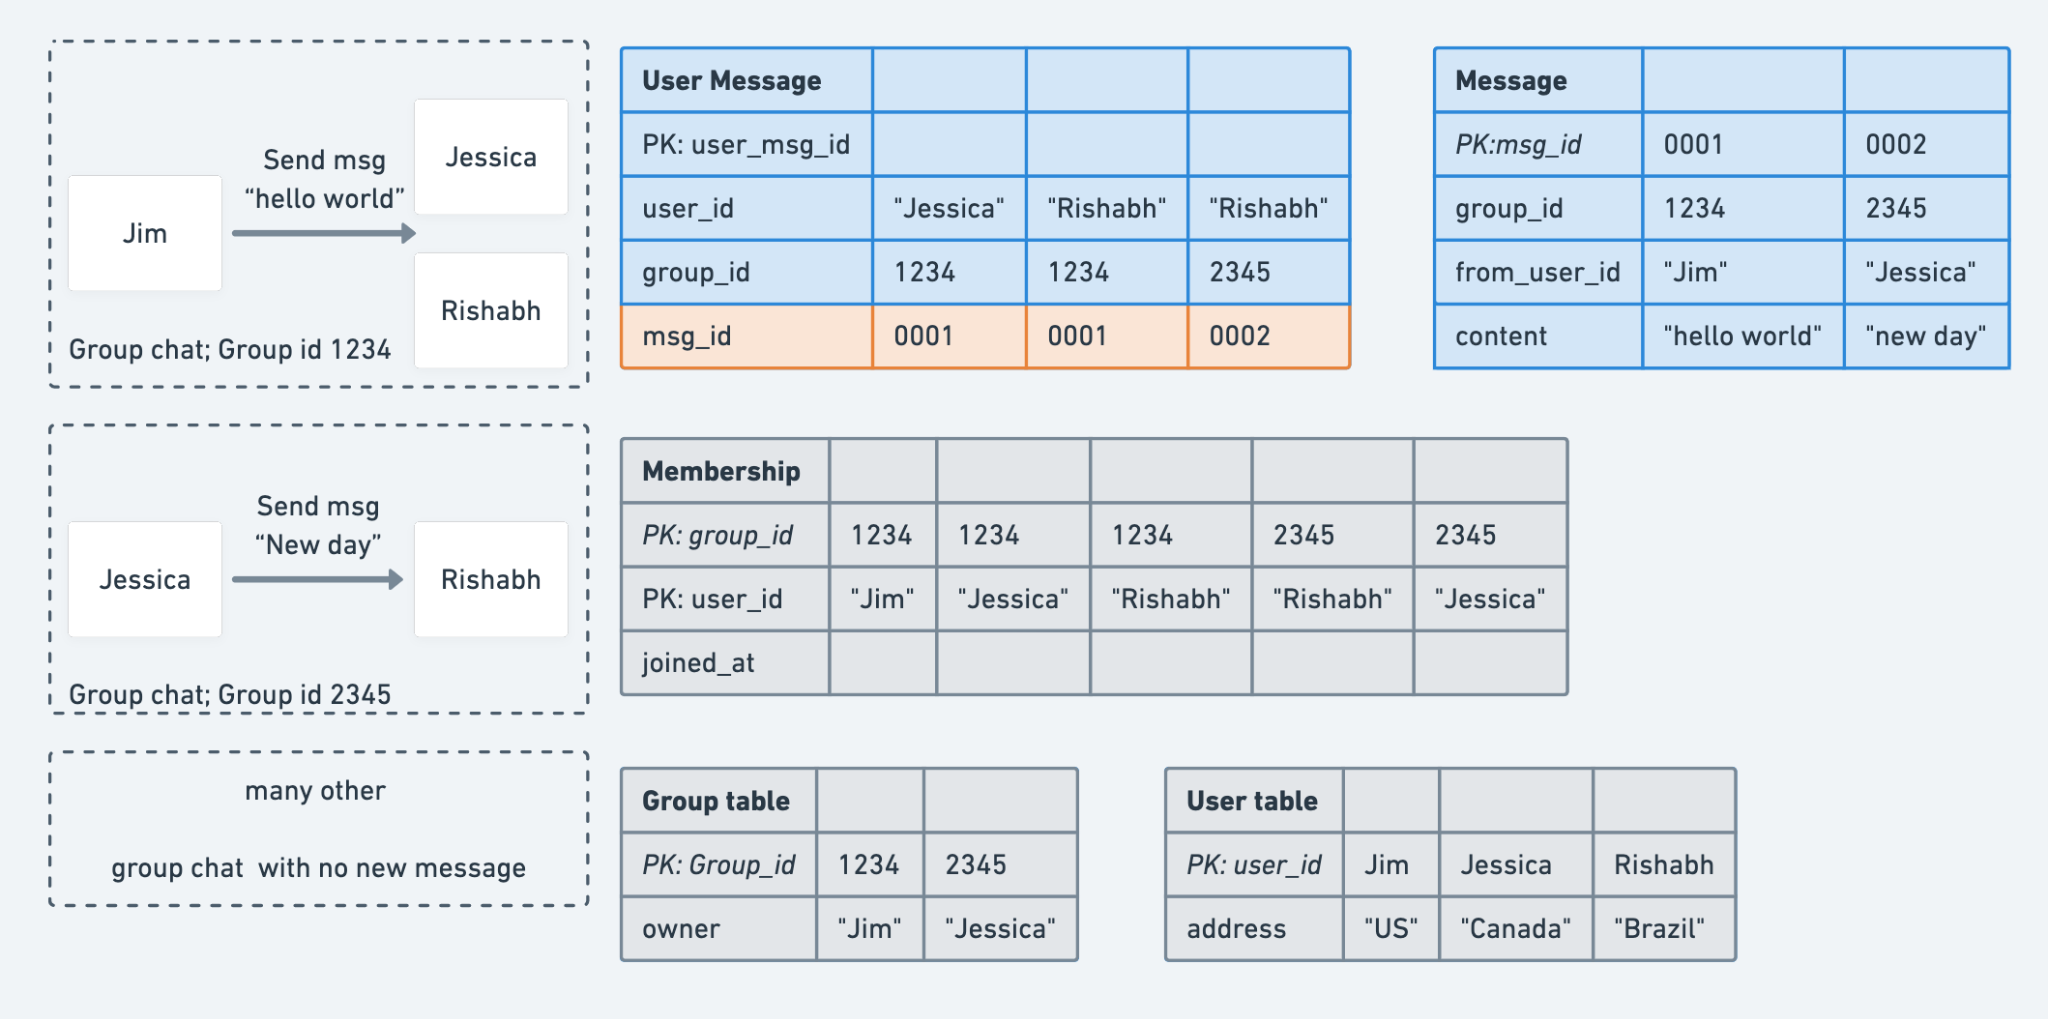 Jim
Send msg
“hello world”
Jessica
Rishabh
Group chat; Group id 1234
User Message
PK: user_msg_id
user_id "Jessica" "Rishabh" "Rishabh"
group_id 1234 1234 2345
msg_id 0001 0001 0002
Message
PK:msg_id 0001 0002
group_id 1234 2345
from_user_id "Jim" "Jessica"
content "hello world" "new day"
Jessica
Send msg
“New day”
Rishabh
Group chat; Group id 2345
Membership
PK: group_id 1234 1234 1234 2345 2345
PK: user_id "Jim" "Jessica" "Rishabh" "Rishabh" "Jessica"
joined_at
many other
group chat with no new message
Group table
PK: Group_id 1234 2345
owner "Jim" "Jessica"
User table
PK: user_id Jim Jessica Rishabh
address "US" "Canada" "Brazil"